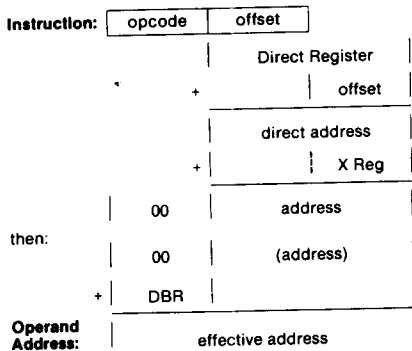 Instruction: opcode offset
Direct Register
+ offset
direct address
+ X Reg
00 address
then:
00 (address)
+ DBR
Operand
Address: effective address